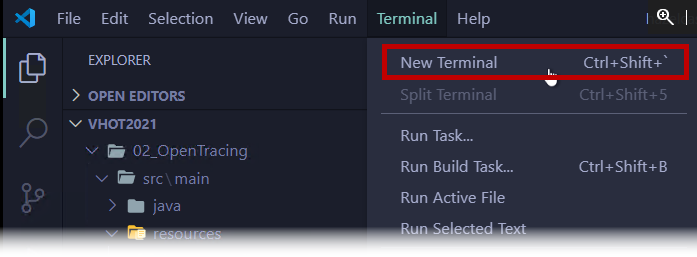 File Edit Selection View Go Run Terminal Help
EXPLORER
OPEN EDITORS
VHOT2021
02_OpenTracing
src\main
java
resources
New Terminal Ctrl+Shift+`
Split Terminal Ctrl+Shift+5
Run Task...
Run Build Task... Ctrl+Shift+B
Run Active File
Run Selected Text